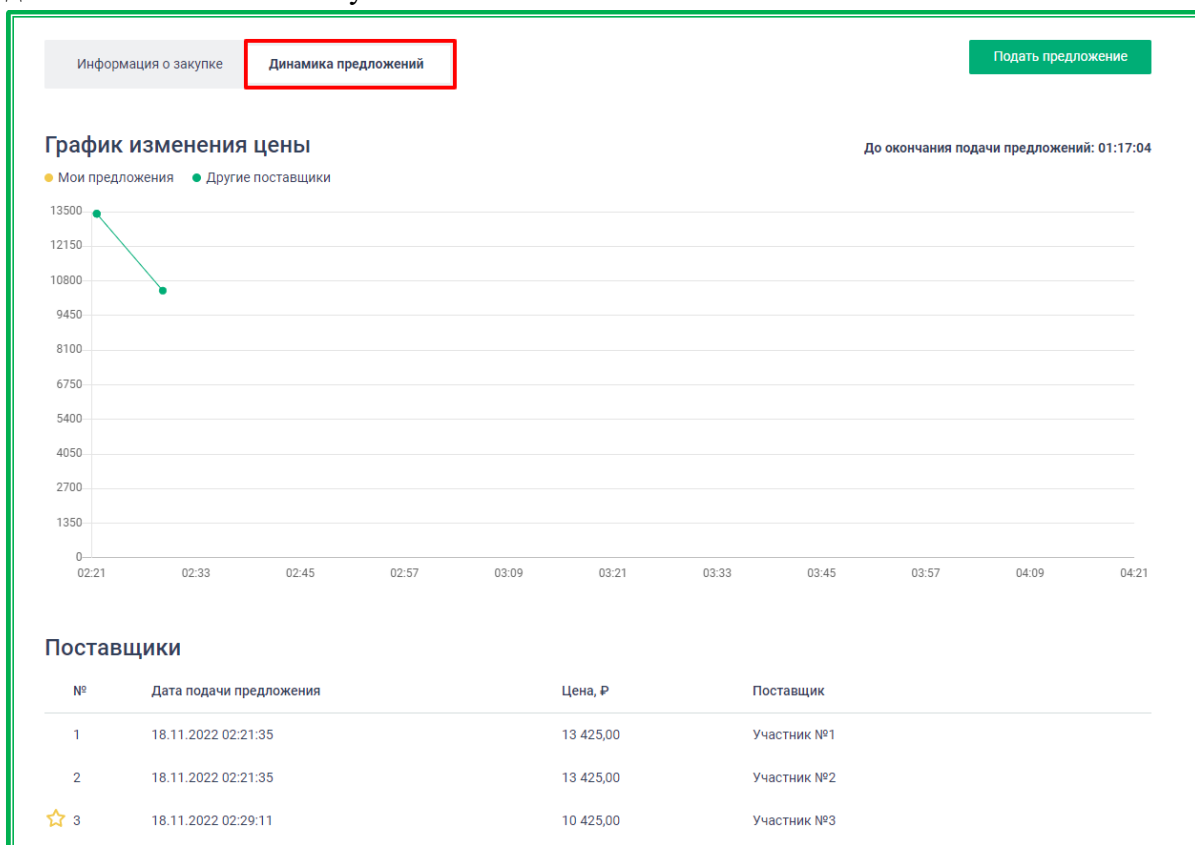 Информация о закупке Динамика предложений Подать предложение
График изменения цены До окончания подачи предложений: 01:17:04
Мои предложения Другие поставщики
13500
12150
10800
9450
8100
6750
5400
4050
2700
1350
0
02:21 02:33 02:45 02:57 03:09 03:21 03:33 03:45 03:57 04:09 04:21
Поставщики
№ Дата подачи предложения Цена, ₽ Поставщик
1 18.11.2022 02:21:35 13 425,00 Участник №1
2 18.11.2022 02:21:35 13 425,00 Участник №2
3 18.11.2022 02:29:11 10 425,00 Участник №3